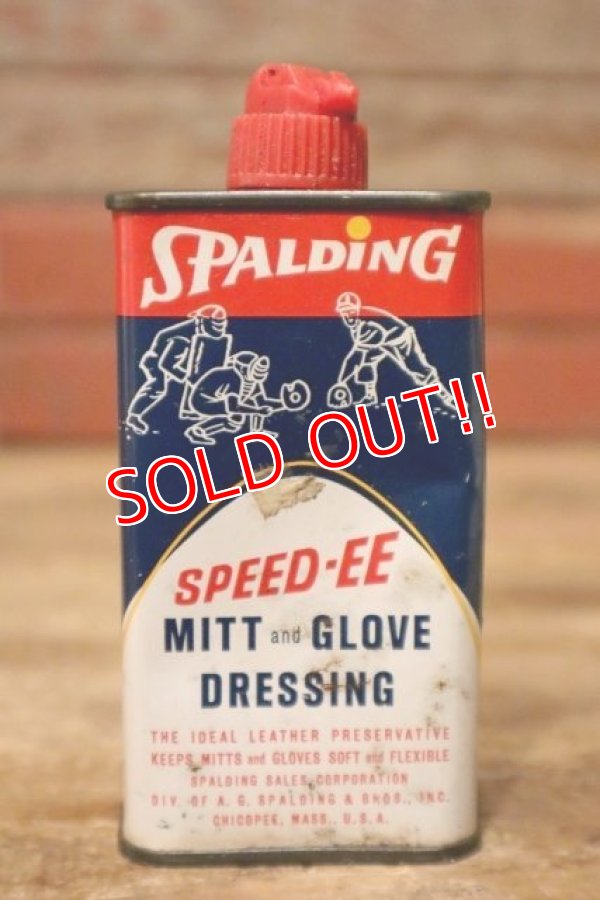 SPALDING
SOLD OUT!!
SPEED-EE
MITT and GLOVE
DRESSING
THE IDEAL LEATHER PRESERVATIVE
KEEPS MITTS and GLOVES SOFT and FLEXIBLE
SPALDING SALES CORPORATION
DIV. OF A. G. SPALDING & BROS., INC.
CHICOPEE, MASS., U.S.A.